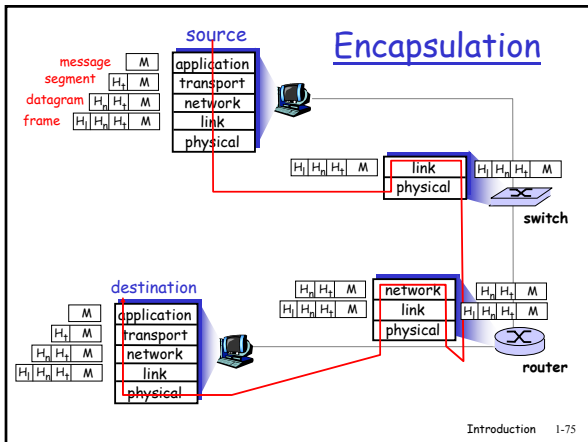 source
Encapsulation
message M
segment Ht M
datagram Hn Ht M
frame Hl Hn Ht M
application
transport
network
link
physical
Hl Hn Ht M
link
physical
Hl Hn Ht M
switch
destination
M
Ht M
Hn Ht M
Hl Hn Ht M
application
transport
network
link
physical
Hn Ht M
Hl Hn Ht M
network
link
physical
Hn Ht M
Hl Hn Ht M
router
Introduction 1-75